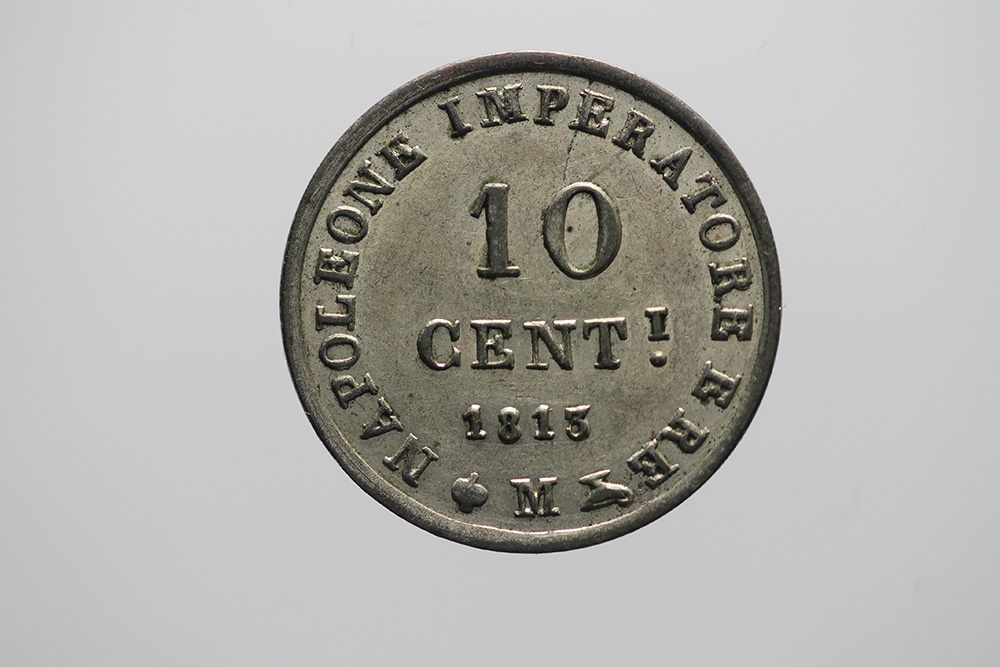 NAPOLEONE IMPERATORE E RE
10
CENT.I
1813
M